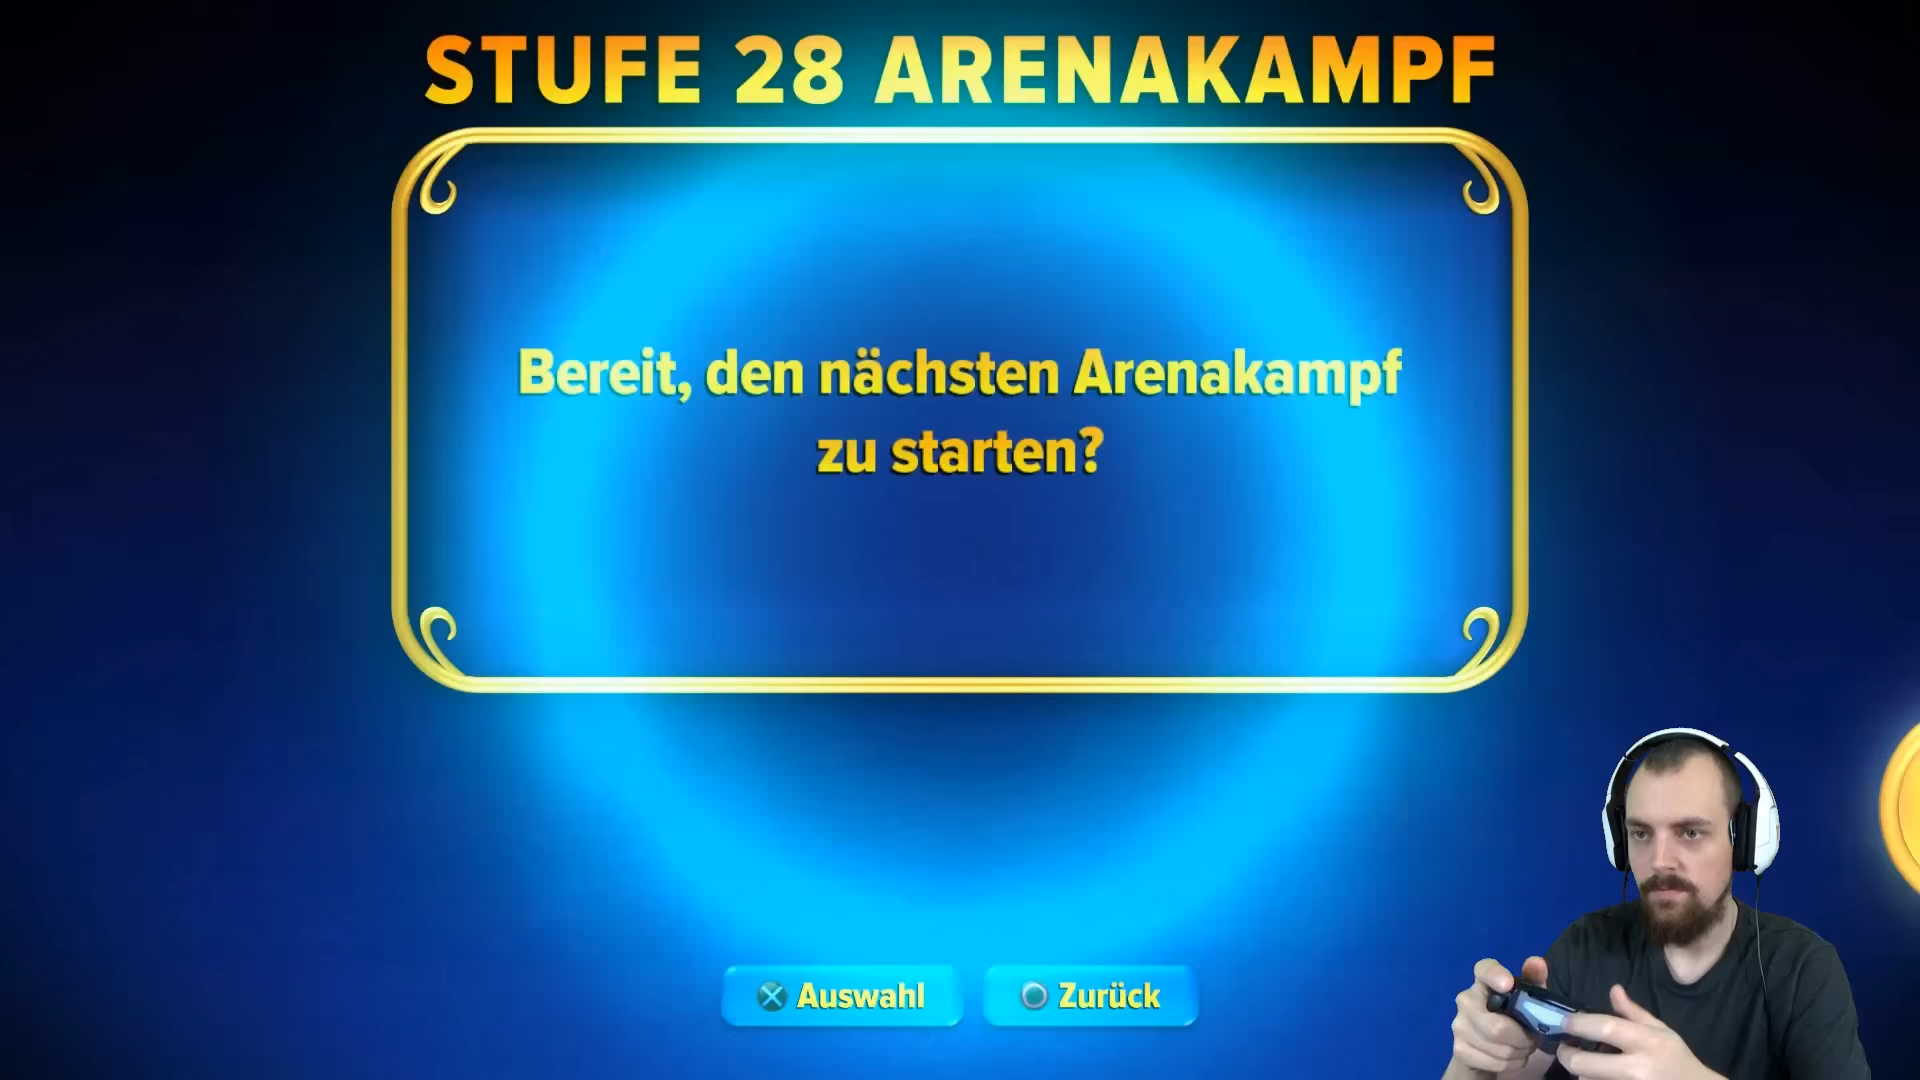 STUFE 28 ARENAKAMPF
Bereit, den nächsten Arenakampf
zu starten?
Auswahl
Zurück